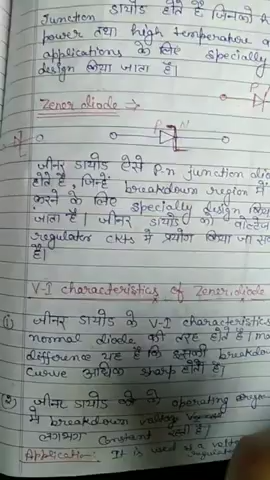 Junction डायोड होते है, जिनको
power तथा high temperature
applications के लिए specially
design किया जाता है।
Zener diode →
P N
जीनर डायोड ऐसे P-n junction
होते है, जिन्हें breakdown region में
करने के लिए specially design किया
जाता है। जीनर डायोड को
regulator ckts में प्रयोग किया जा
है।
V-I characteristics of Zener diode
(1) जीनर डायोड के V-I characteristics
normal diode की तरह होते है।
difference यह है कि इसकी
curve अधिक sharp होती है।
(2) जीनर डायोड के operating
में breakdown voltage
लगभग constant रहती है।
Application: It is used as a